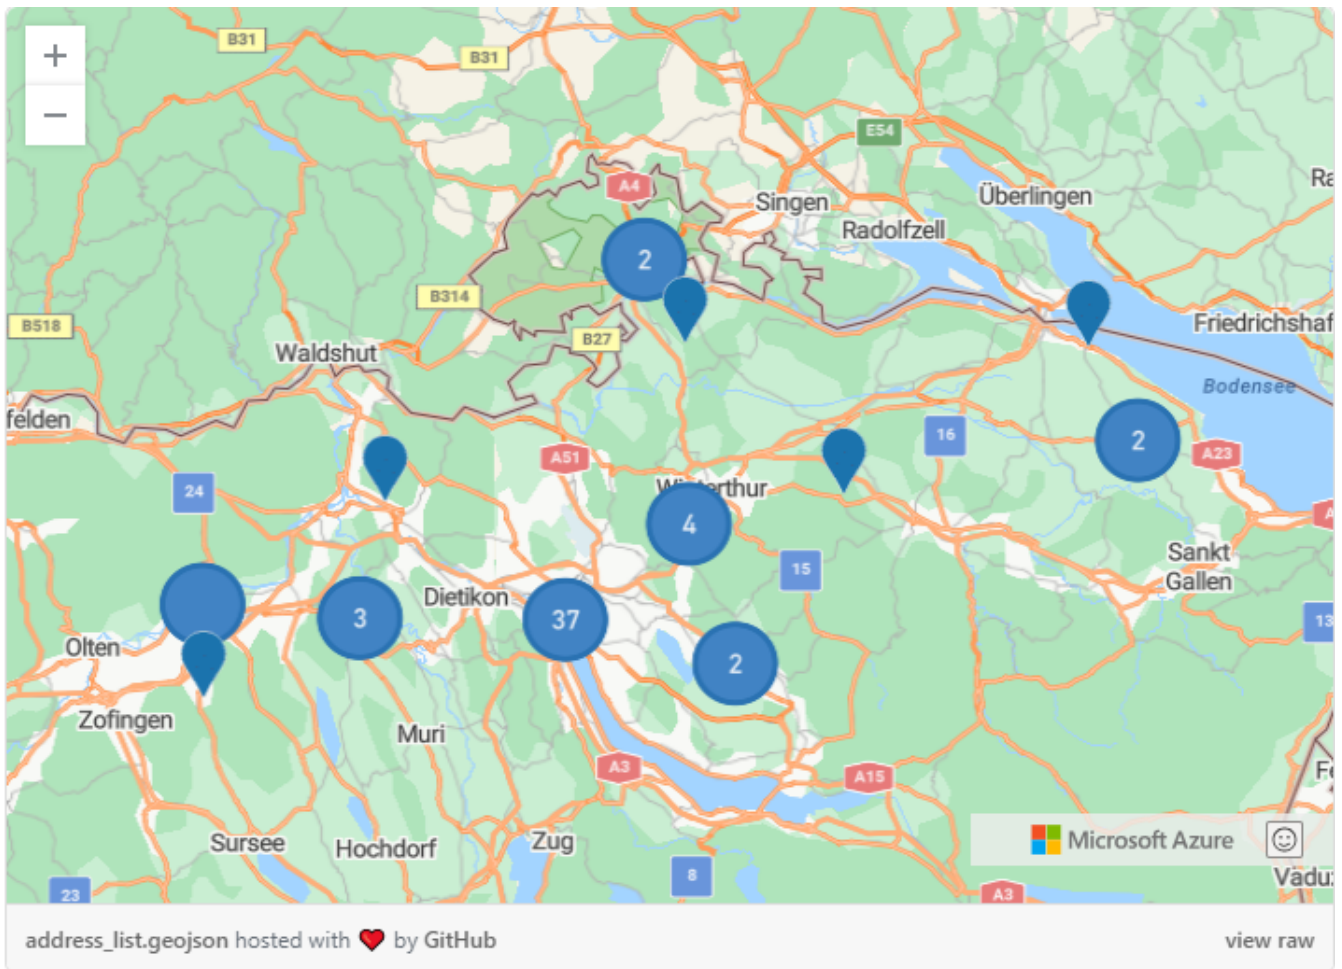 +
B31
B31
−
E54
Ra
A4
Überlingen
Singen
Radolfzell
2
B314
B518
B27
Friedrichshaf
Waldshut
Bodensee
felden
16
2
A51
A23
24
Winterthur
4
A
Sankt
Gallen
15
Dietikon
3
37
13
Olten
2
Zofingen
Muri
A3
A15
Fe
Sursee
Hochdorf
Zug
Microsoft Azure
8
Vadu
23
A3
address_list.geojson hosted with ❤ by GitHub
view raw